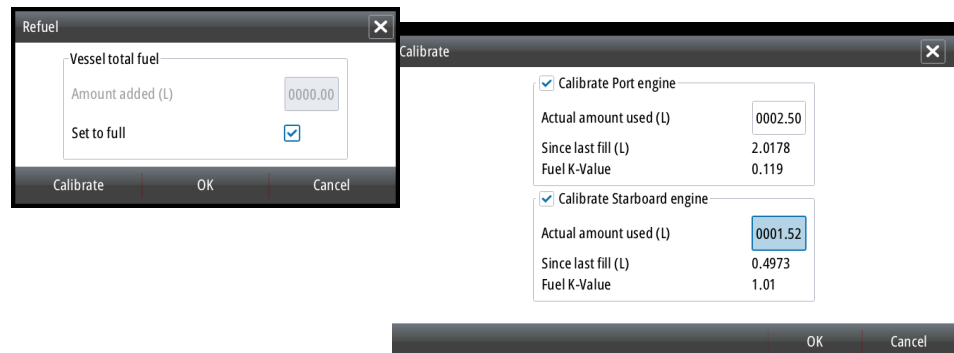 Refuel
Vessel total fuel
Amount added (L) 0000.00
Set to full
Calibrate OK Cancel
Calibrate
Calibrate Port engine
Actual amount used (L) 0002.50
Since last fill (L) 2.0178
Fuel K-Value 0.119
Calibrate Starboard engine
Actual amount used (L) 0001.52
Since last fill (L) 0.4973
Fuel K-Value 1.01
OK Cancel